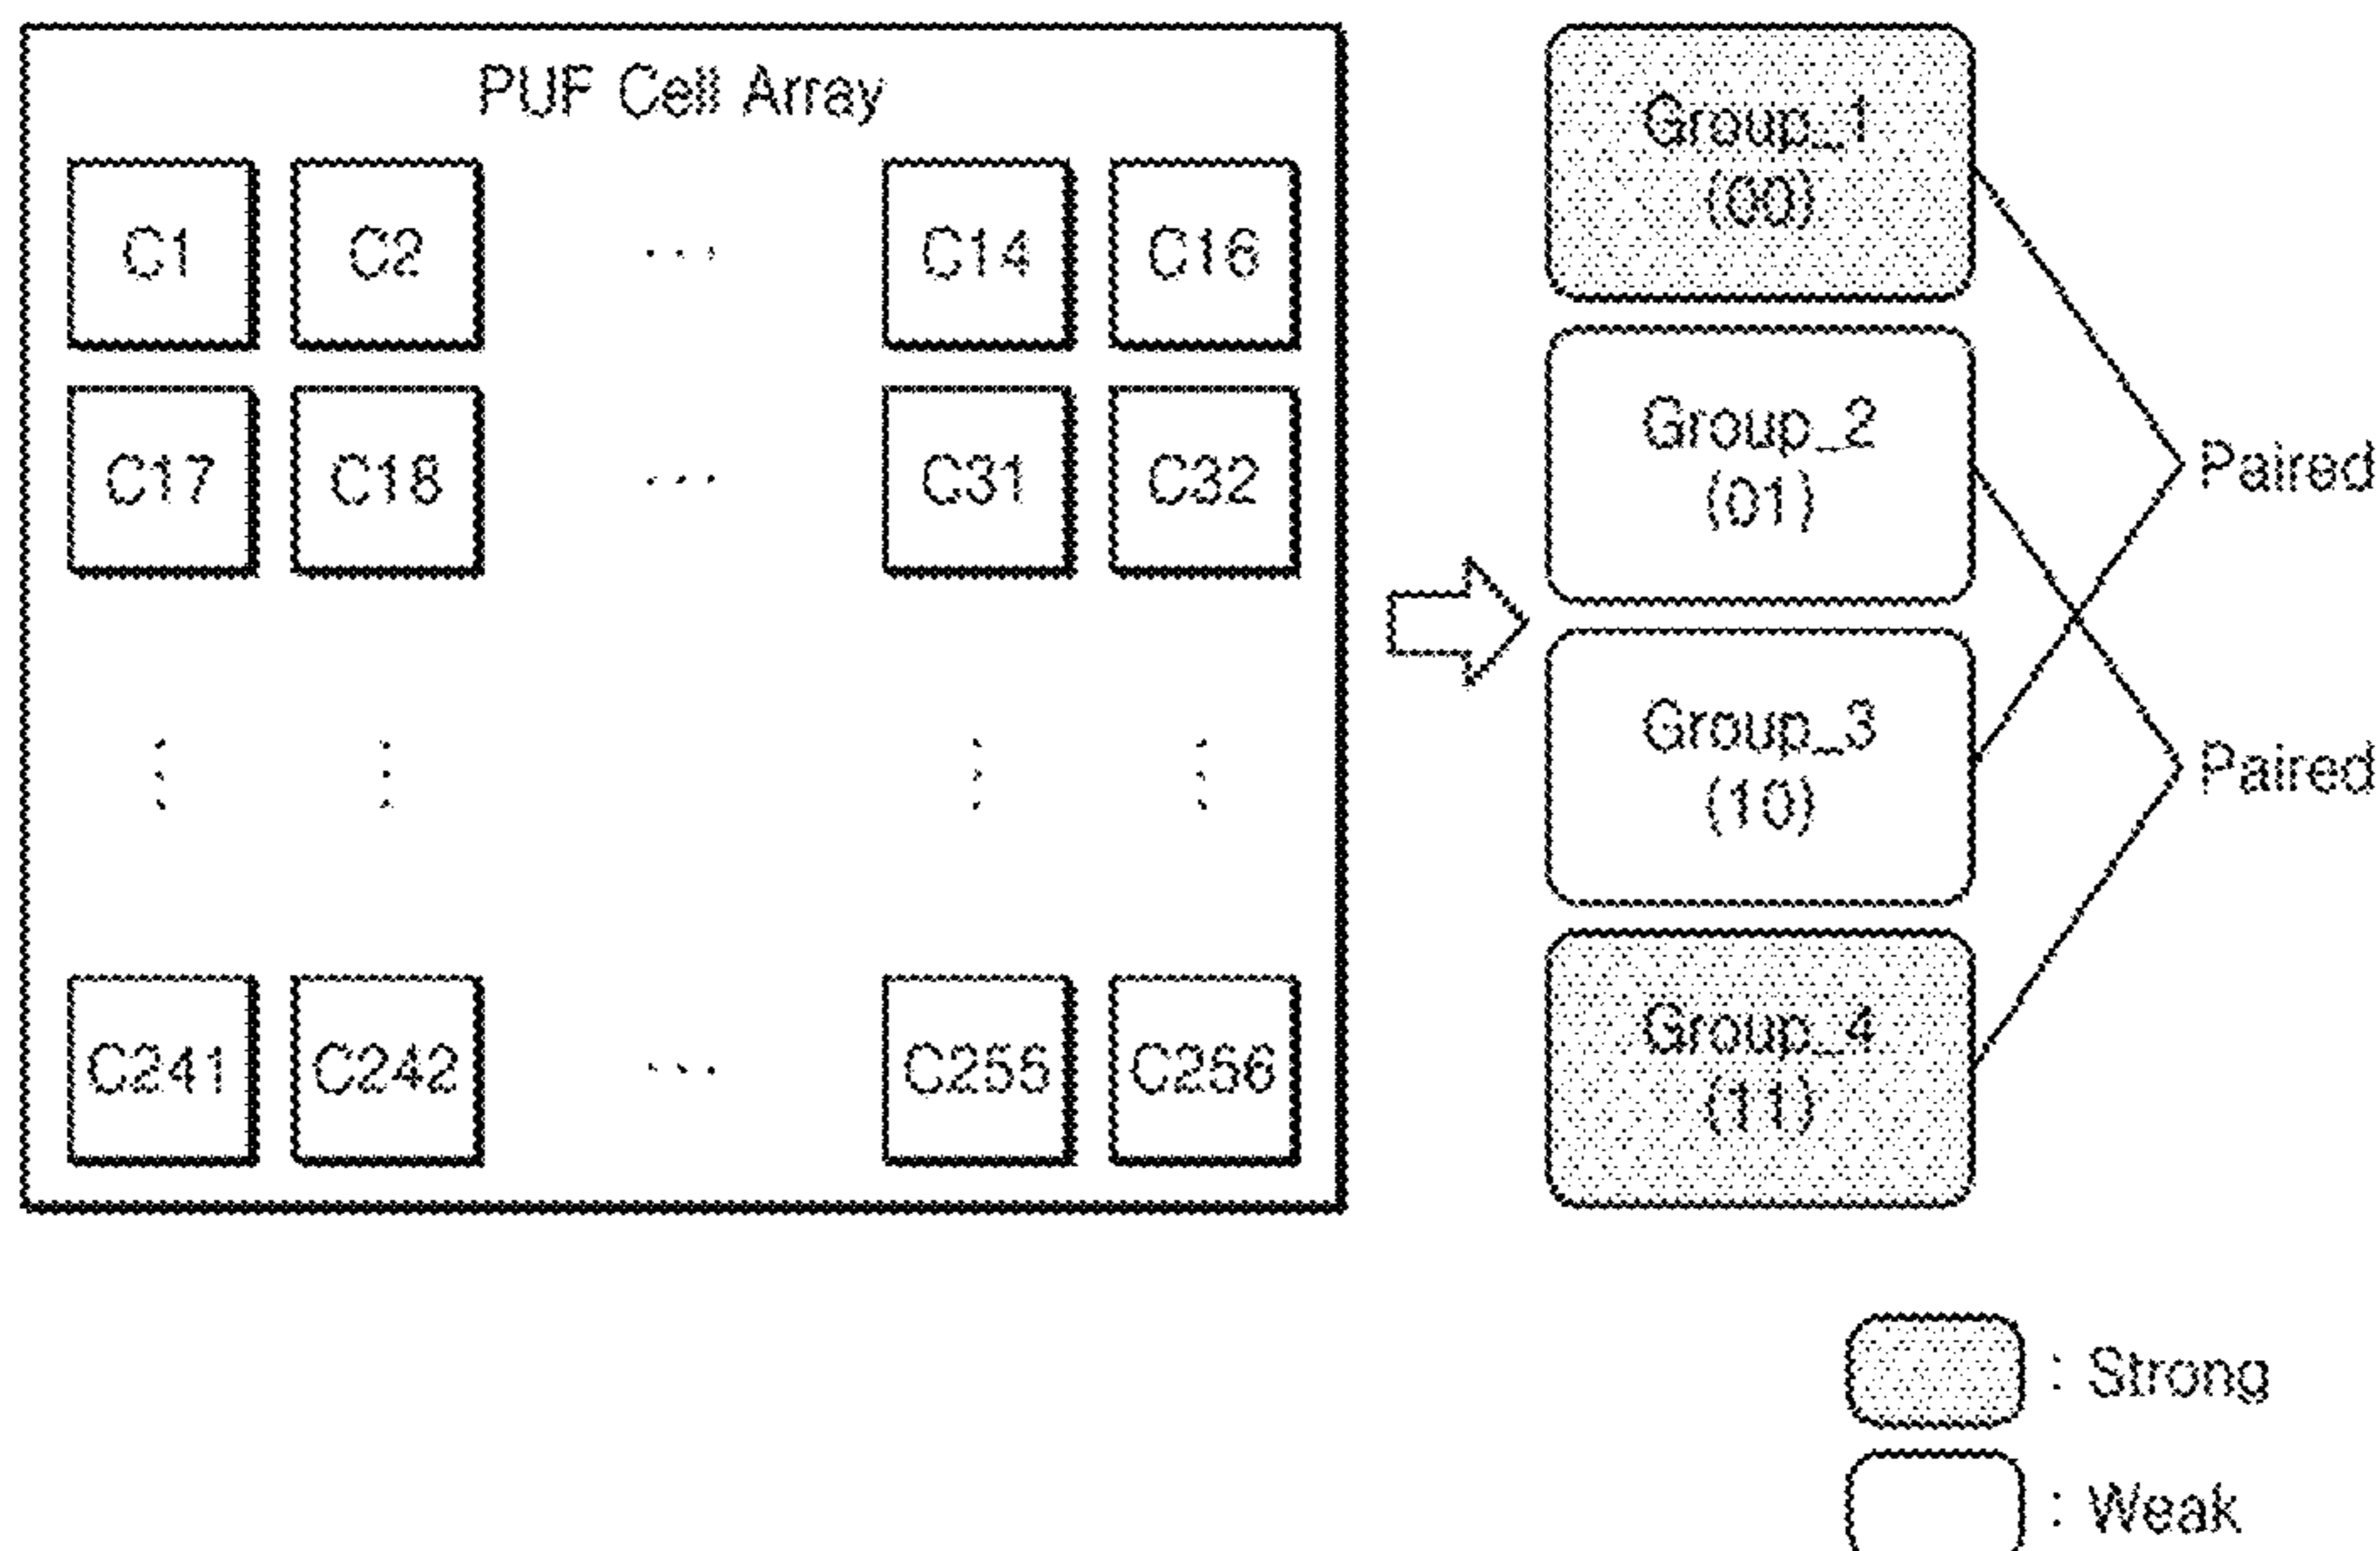 PUF Cell Array
C1 C2 ... C14 C16
C17 C18 ... C31 C32
C241 C242 ... C255 C256
Group_1
(00)
Group_2
(01)
Group_3
(10)
Group_4
(11)
Paired
Paired
: Strong
: Weak